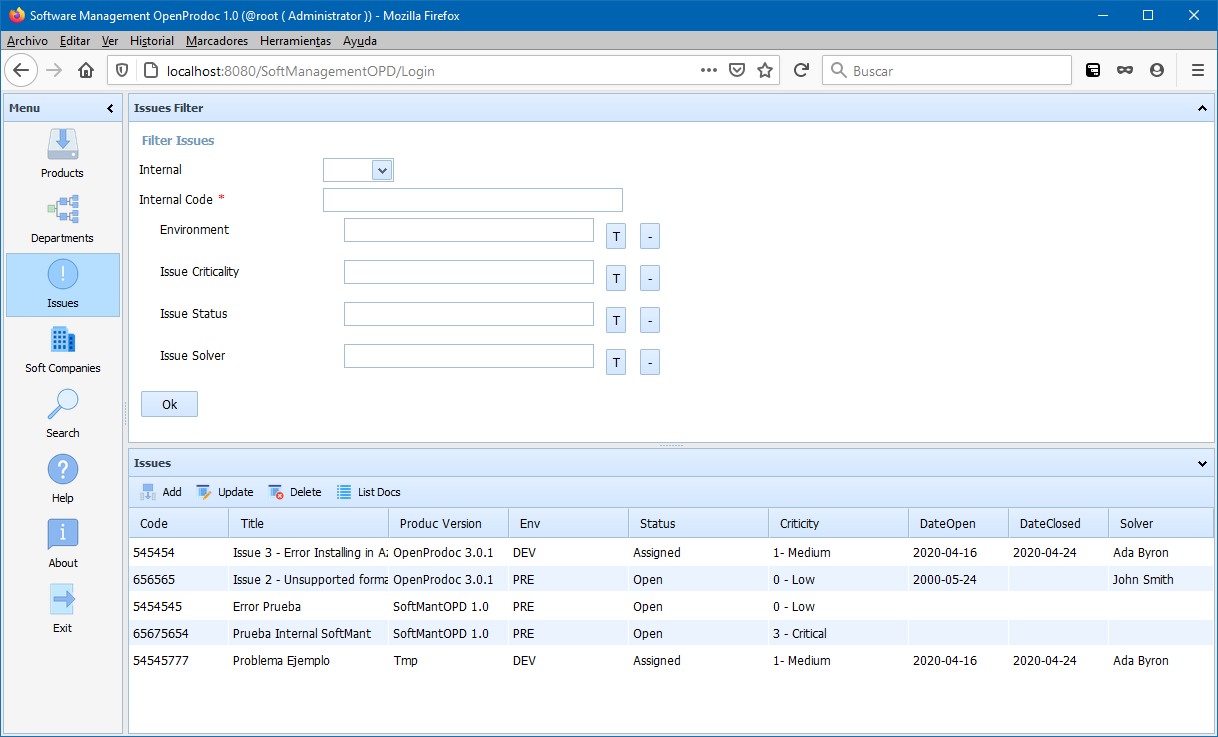 Software Management OpenProdoc 1.0 (@root ( Administrator )) - Mozilla Firefox
Archivo Editar Ver Historial Marcadores Herramientas Ayuda
localhost:8080/SoftManagementOPD/Login
Buscar
Menu
Products
Departments
Issues
Soft Companies
Search
Help
About
Exit
Issues Filter
Filter Issues
Internal
Internal Code *
Environment T -
Issue Criticality T -
Issue Status T -
Issue Solver T -
Ok
Issues
Add Update Delete List Docs
Code Title Produc Version Env Status Criticity DateOpen DateClosed Solver
545454 Issue 3 - Error Installing in Az OpenProdoc 3.0.1 DEV Assigned 1- Medium 2020-04-16 2020-04-24 Ada Byron
656565 Issue 2 - Unsupported forma OpenProdoc 3.0.1 PRE Open 0 - Low 2000-05-24 John Smith
5454545 Error Prueba SoftMantOPD 1.0 PRE Open 0 - Low
65675654 Prueba Internal SoftMant SoftMantOPD 1.0 PRE Open 3 - Critical
54545777 Problema Ejemplo Tmp DEV Assigned 1- Medium 2020-04-16 2020-04-24 Ada Byron